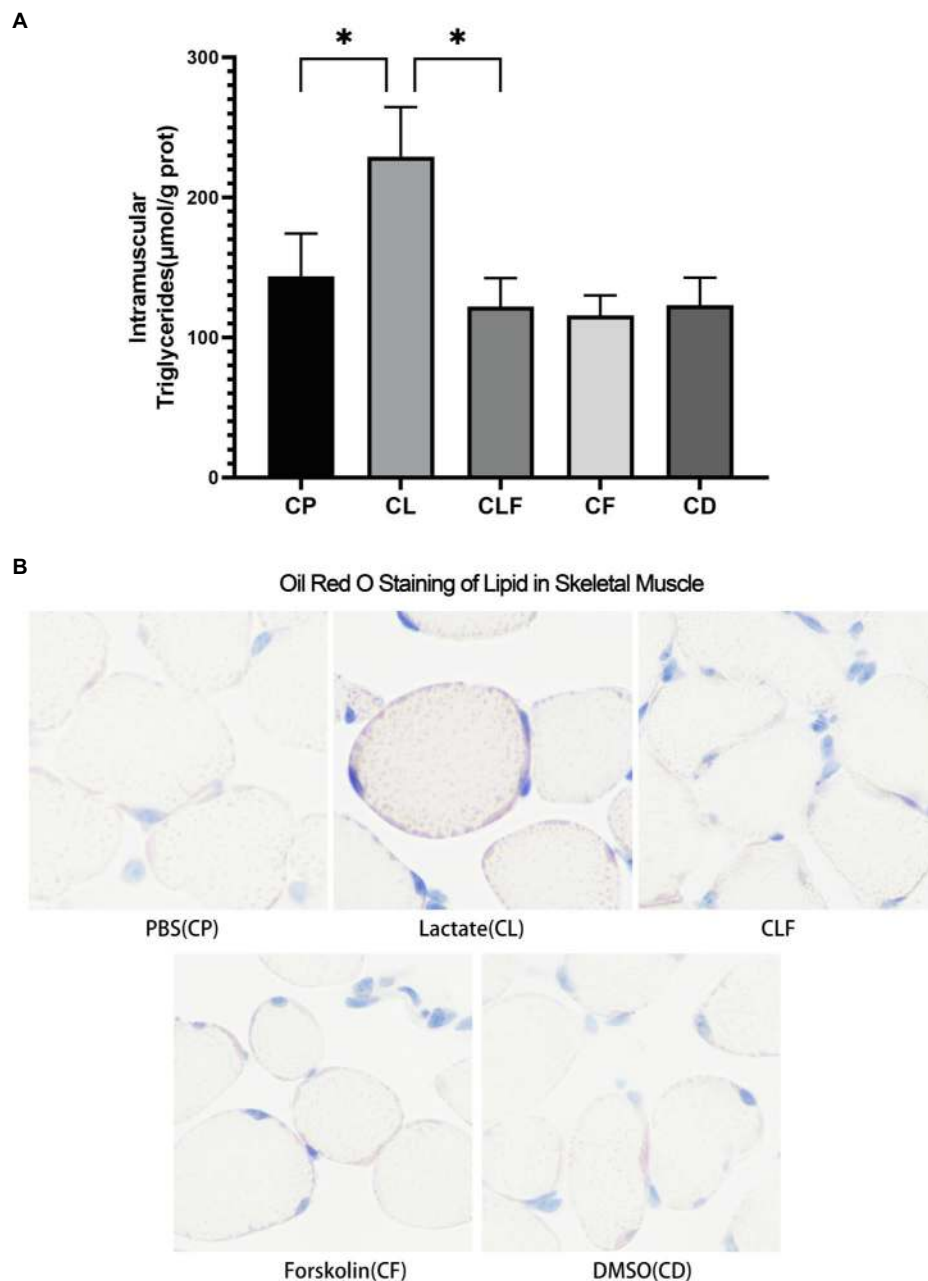 A
* *
300
200
100
0
Intramuscular
Triglycerides(μmol/g prot)
CP CL CLF CF CD
B
Oil Red O Staining of Lipid in Skeletal Muscle
PBS(CP) Lactate(CL) CLF
Forskolin(CF) DMSO(CD)